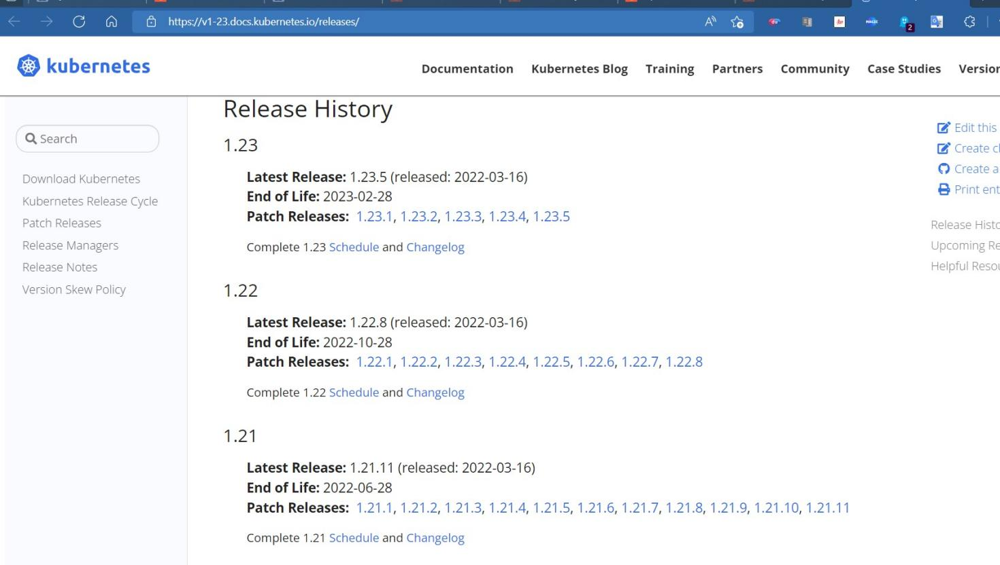 https://v1-23.docs.kubernetes.io/releases/
2
kubernetes
Documentation Kubernetes Blog Training Partners Community Case Studies Version
Search
Download Kubernetes
Kubernetes Release Cycle
Patch Releases
Release Managers
Release Notes
Version Skew Policy
Release History
1.23
Latest Release: 1.23.5 (released: 2022-03-16)
End of Life: 2023-02-28
Patch Releases: 1.23.1, 1.23.2, 1.23.3, 1.23.4, 1.23.5
Complete 1.23 Schedule and Changelog
1.22
Latest Release: 1.22.8 (released: 2022-03-16)
End of Life: 2022-10-28
Patch Releases: 1.22.1, 1.22.2, 1.22.3, 1.22.4, 1.22.5, 1.22.6, 1.22.7, 1.22.8
Complete 1.22 Schedule and Changelog
1.21
Latest Release: 1.21.11 (released: 2022-03-16)
End of Life: 2022-06-28
Patch Releases: 1.21.1, 1.21.2, 1.21.3, 1.21.4, 1.21.5, 1.21.6, 1.21.7, 1.21.8, 1.21.9, 1.21.10, 1.21.11
Complete 1.21 Schedule and Changelog
Edit this
Create c
Create a
Print ent
Release Histo
Upcoming Re
Helpful Resou